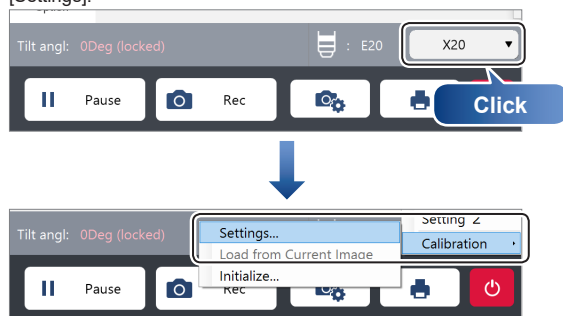 [Settings].
Option
Tilt angl: 0Deg (locked) : E20 X20
Pause Rec
Click
Tilt angl: 0Deg (locked) Settings... Setting 2
Load from Current Image Calibration
Initialize...
Pause Rec